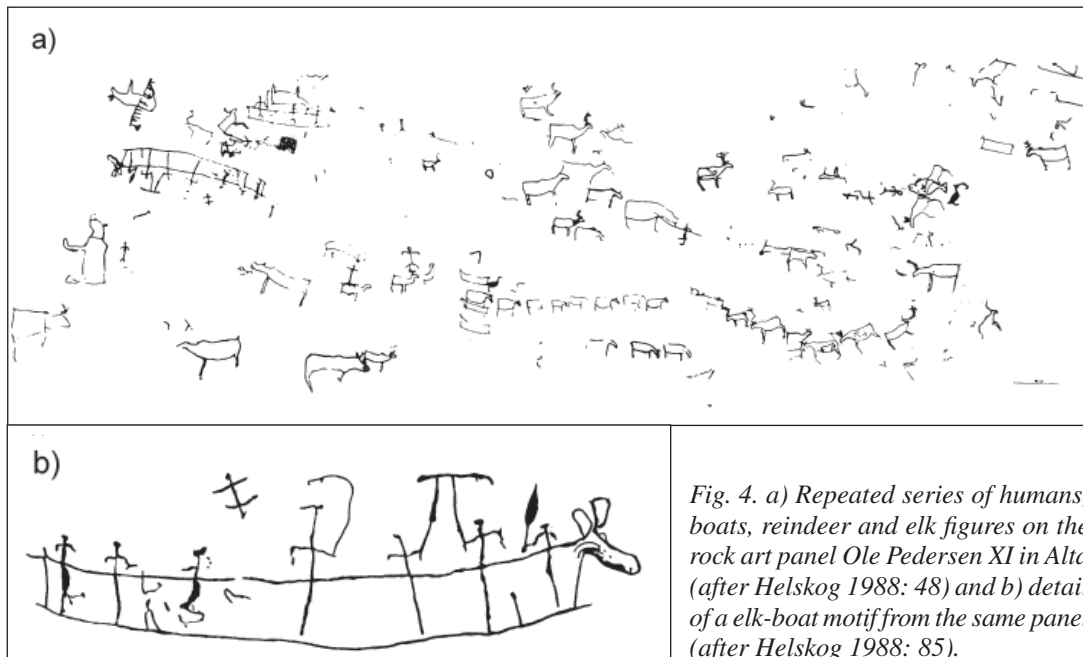 a)
b)
Fig. 4. a) Repeated series of humans,
boats, reindeer and elk figures on the
rock art panel Ole Pedersen XI in Alta
(after Helskog 1988: 48) and b) detail
of a elk-boat motif from the same panel
(after Helskog 1988: 85).